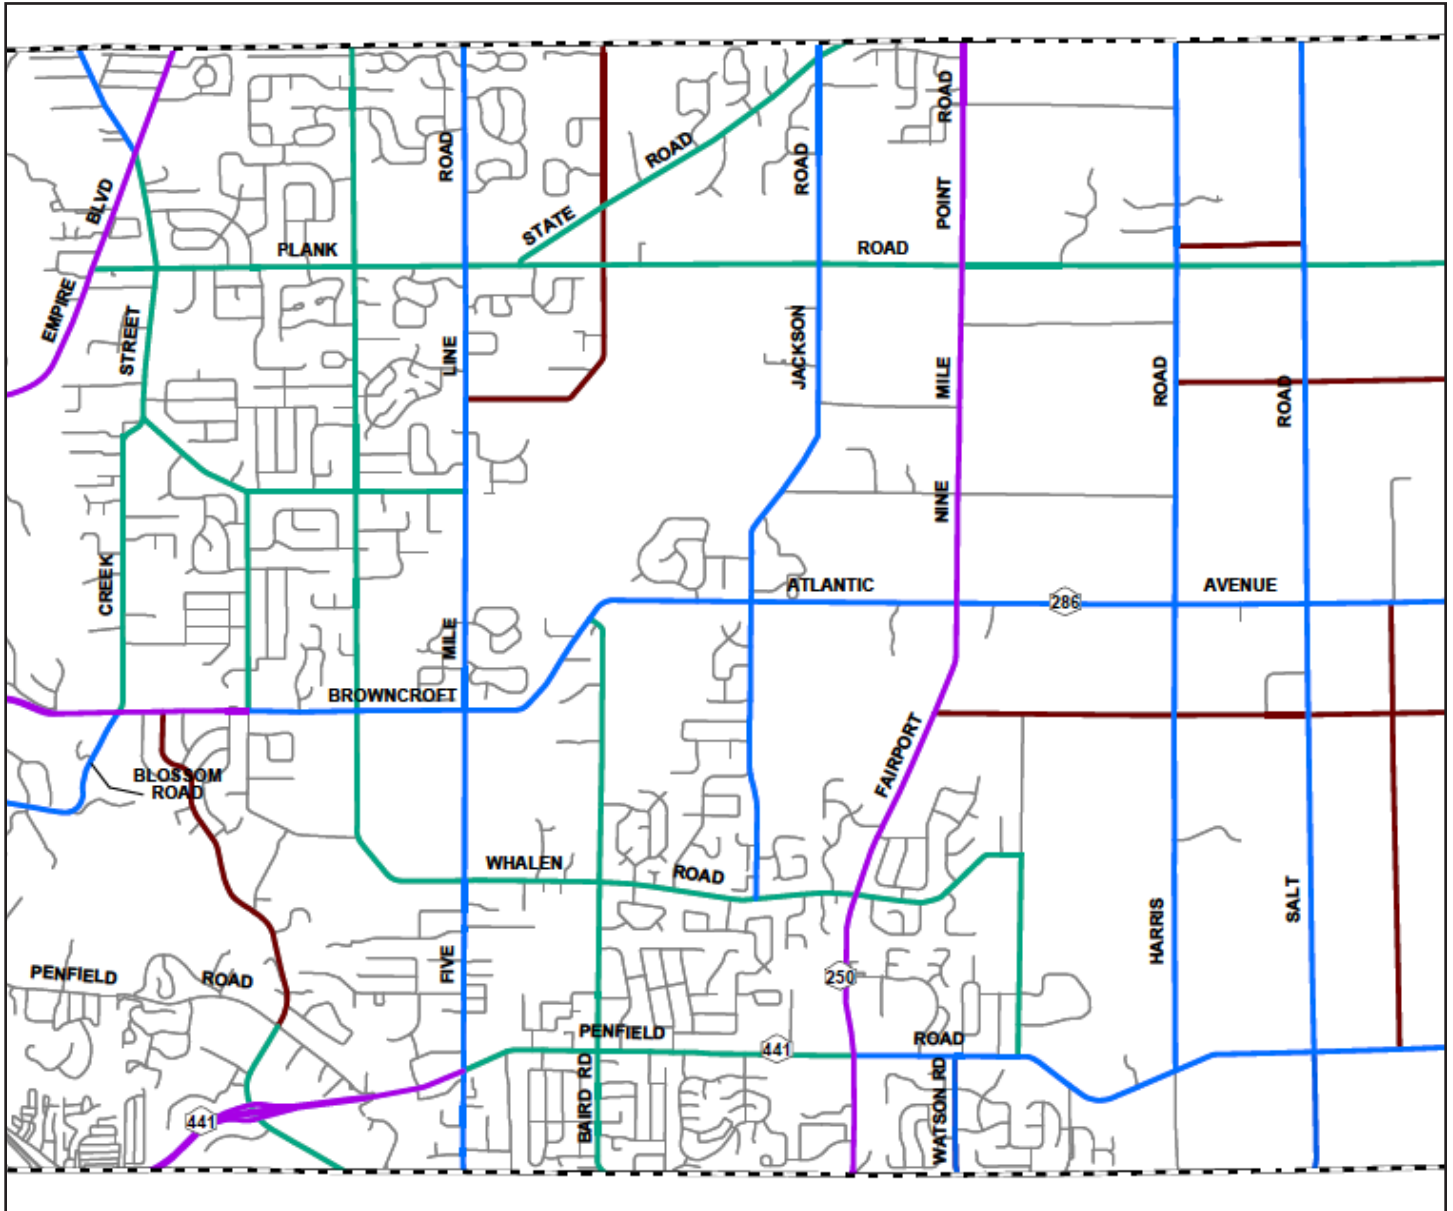 ROAD
ROAD
ROAD
ROAD
BLVD
POINT
STATE
PLANK
ROAD
EMPIRE
STREET
LINE
JACKSON
MILE
ROAD
ROAD
NINE
CREEK
ATLANTIC
286
AVENUE
MILE
BROWNCROFT
FAIRPORT
BLOSSOM
ROAD
WHALEN
ROAD
HARRIS
SALT
FIVE
PENFIELD
ROAD
250
PENFIELD
ROAD
441
BAIRD RD
WATSON RD
441